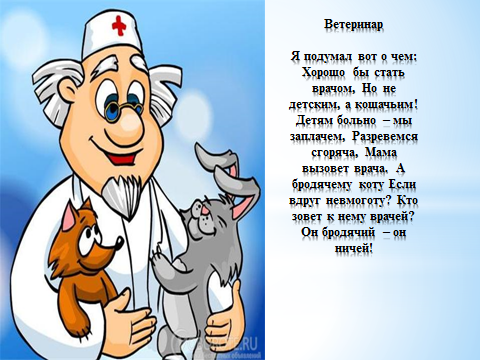 Ветеринар
Я подумал вот о чем:
Хорошо бы стать
врачом, Но не
детским, а кошачьим!
Детям больно – мы
заплачем, Разревемся
сгоряча, Мама
вызовет врача. А
бродячему коту Если
вдруг невмоготу? Кто
зовет к нему врачей?
Он бродячий – он
ничей!